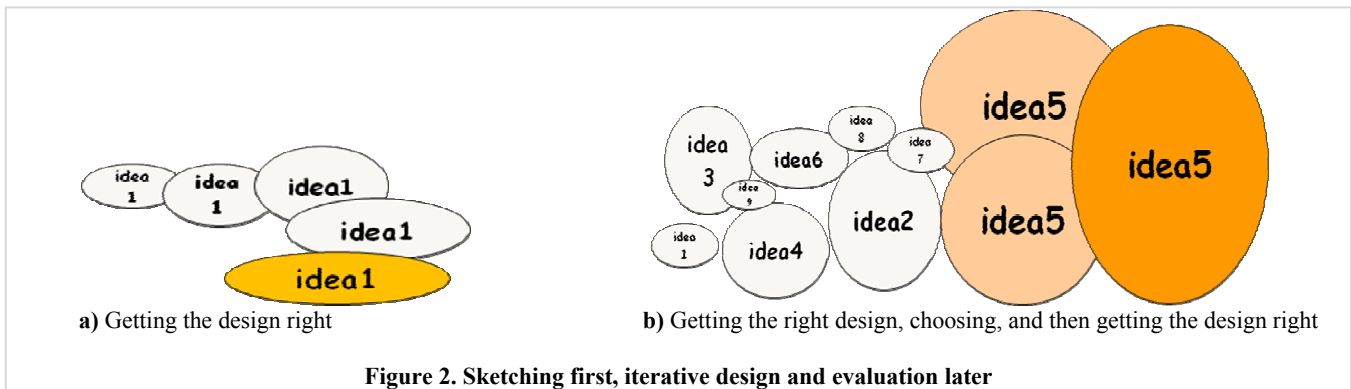 idea
1
idea
1
idea1
idea1
idea1
a) Getting the design right
idea
3
idea
9
idea
1
idea6
idea4
idea
8
idea
7
idea2
idea5
idea5
idea5
b) Getting the right design, choosing, and then getting the design right
Figure 2. Sketching first, iterative design and evaluation later